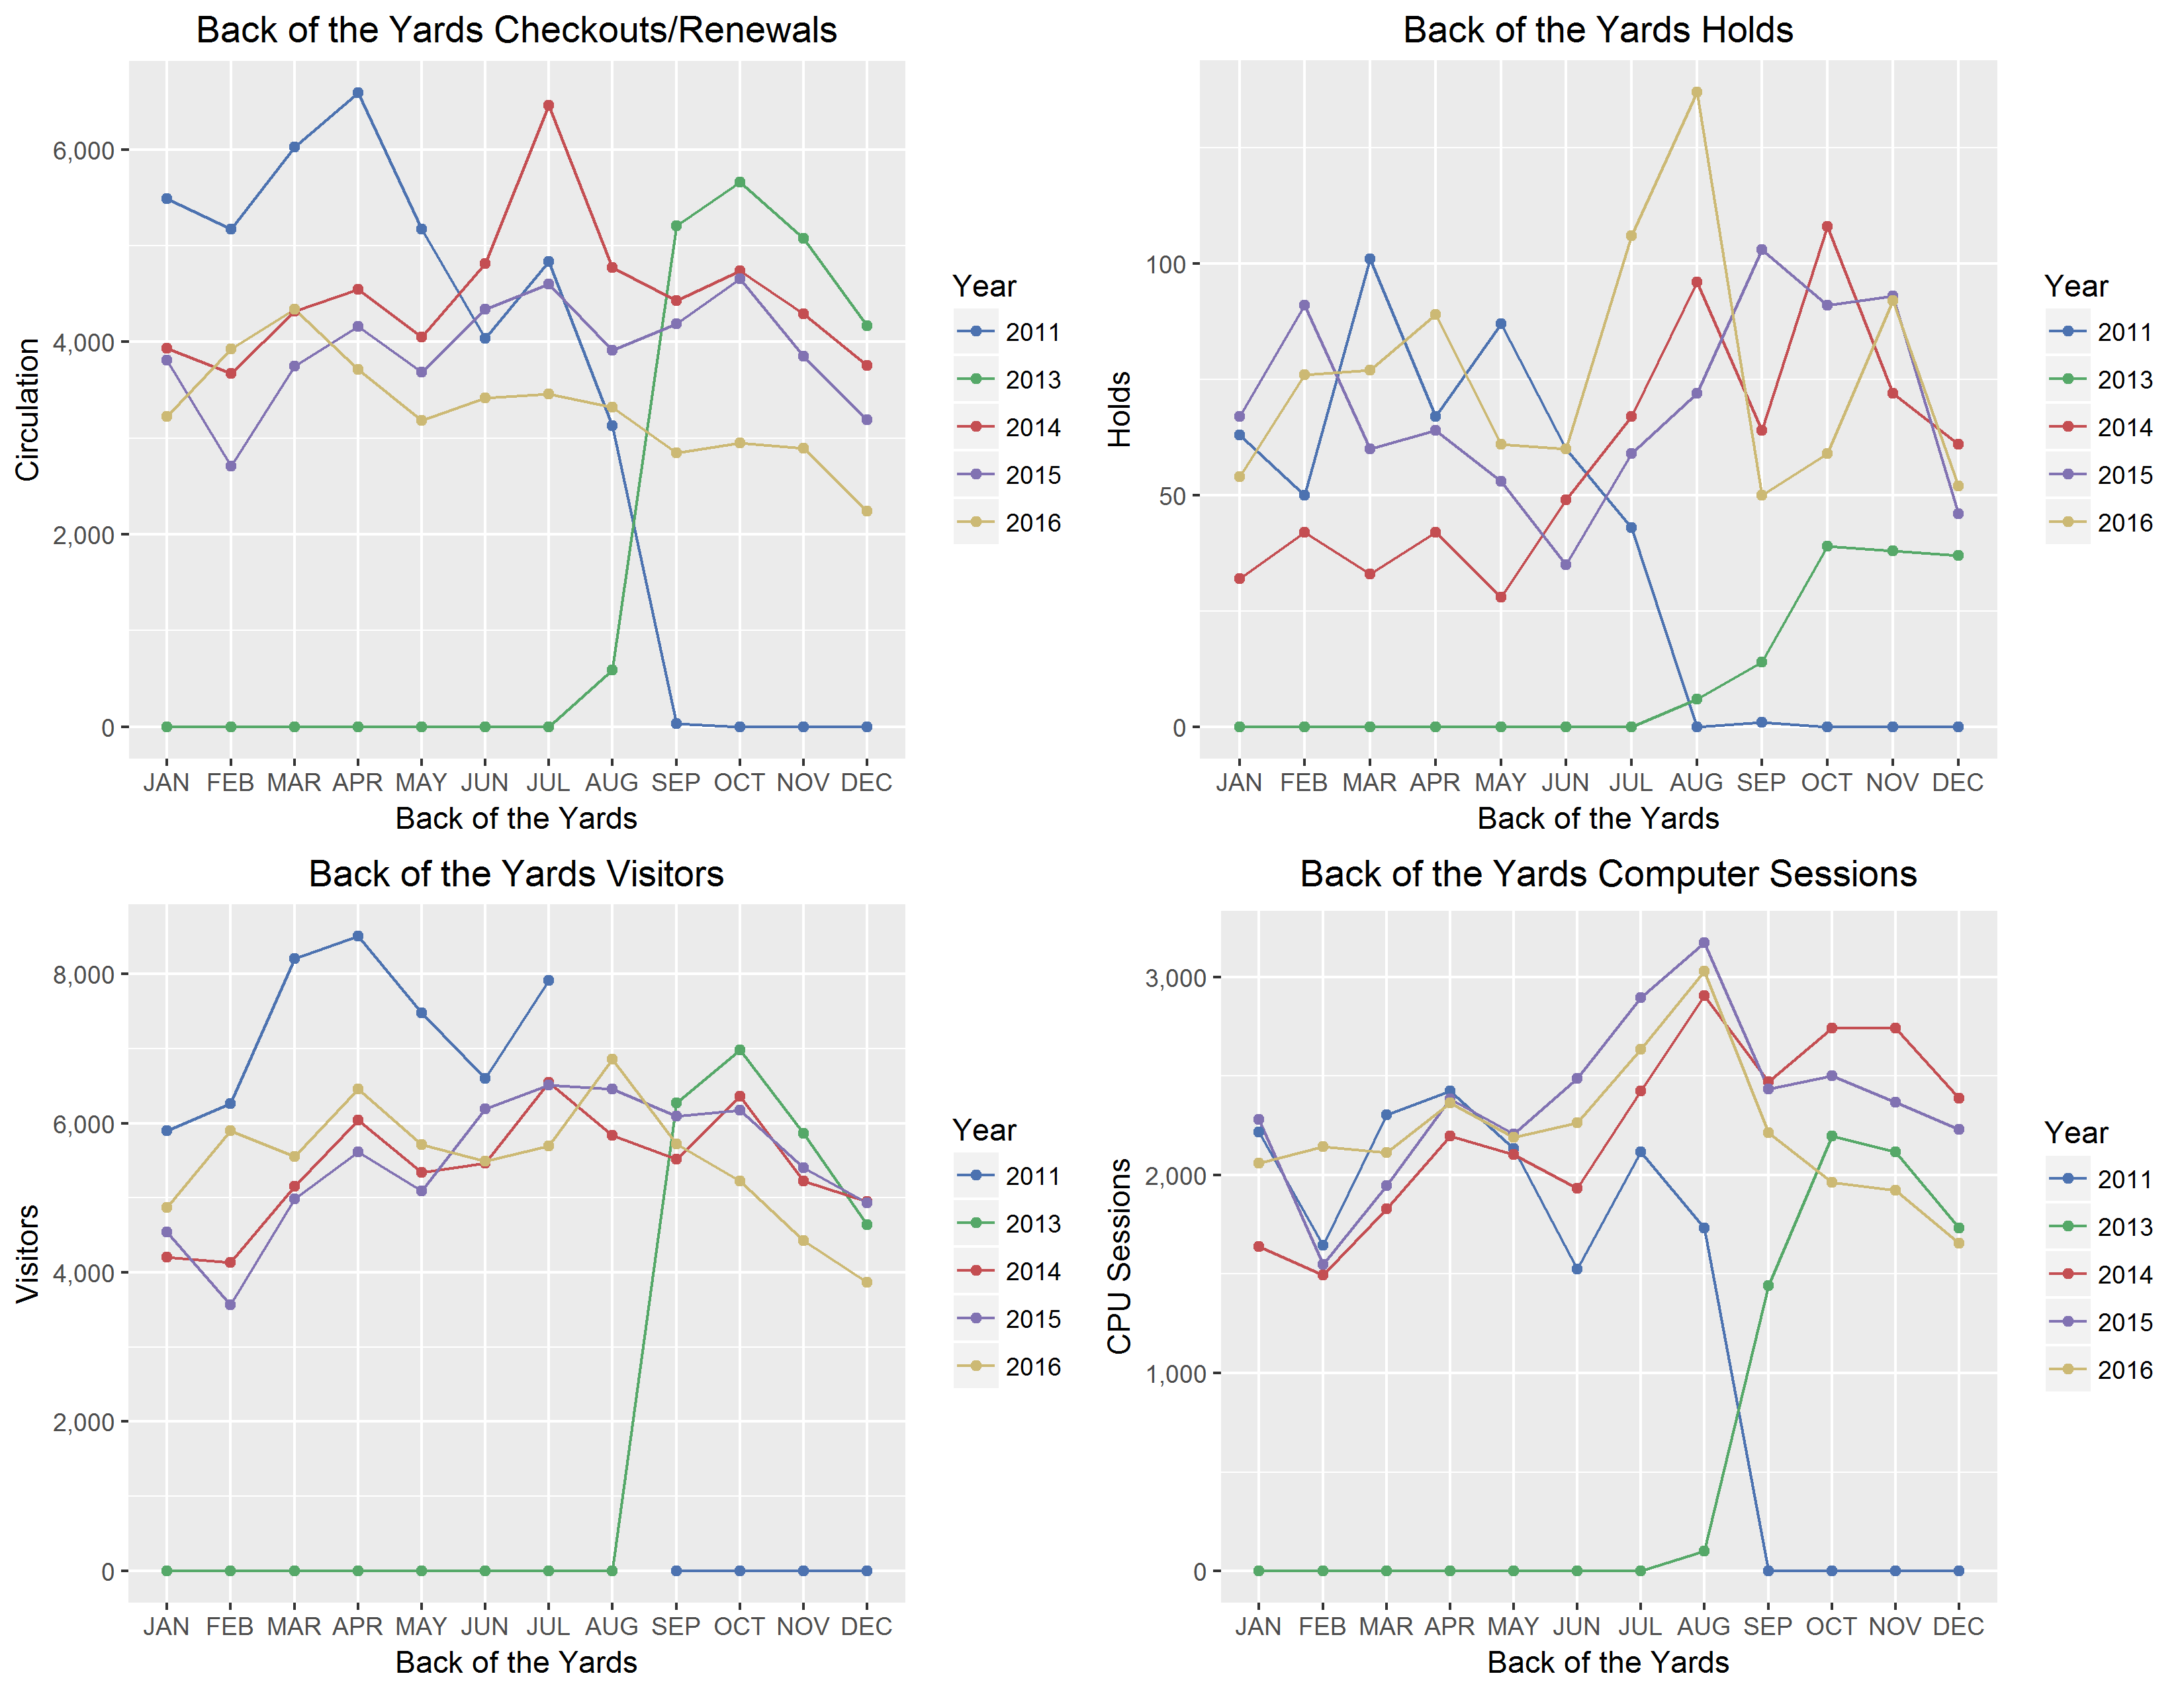 Back of the Yards Checkouts/Renewals
Circulation
6,000
4,000
2,000
0
JAN FEB MAR APR MAY JUN JUL AUG SEP OCT NOV DEC
Back of the Yards
Year
2011
2013
2014
2015
2016
Back of the Yards Holds
Holds
100
50
0
JAN FEB MAR APR MAY JUN JUL AUG SEP OCT NOV DEC
Back of the Yards
Year
2011
2013
2014
2015
2016
Back of the Yards Visitors
Visitors
8,000
6,000
4,000
2,000
0
JAN FEB MAR APR MAY JUN JUL AUG SEP OCT NOV DEC
Back of the Yards
Year
2011
2013
2014
2015
2016
Back of the Yards Computer Sessions
CPU Sessions
3,000
2,000
1,000
0
JAN FEB MAR APR MAY JUN JUL AUG SEP OCT NOV DEC
Back of the Yards
Year
2011
2013
2014
2015
2016